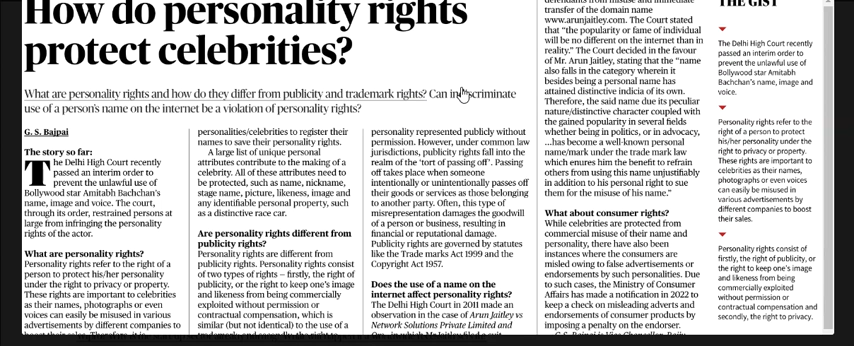 How do personality rights
protect celebrities?
What are personality rights and how do they differ from publicity and trademark rights? Can indiscriminate
use of a person's name on the internet be a violation of personality rights?
G. S. Bajpai
The story so far:
The Delhi High Court recently
passed an interim order to
prevent the unlawful use of
Bollywood star Amitabh Bachchan's
name, image and voice. The court,
through its order, restrained persons at
large from infringing the personality
rights of the actor.
What are personality rights?
Personality rights refer to the right of a
person to protect his/her personality
under the right to privacy or property.
These rights are important to celebrities
as their names, photographs or even
voices can easily be misused in various
advertisements by different companies to
boost their sales. Therefore, it is
personalities/celebrities to register their
names to save their personality rights.
A large list of unique personal
attributes contribute to the making of a
celebrity. All of these attributes need to
be protected, such as name, nickname,
stage name, picture, likeness, image and
any identifiable personal property, such
as a distinctive race car.
Are personality rights different from
publicity rights?
Personality rights are different from
publicity rights. Personality rights consist
of two types of rights – firstly, the right of
publicity, or the right to keep one's image
and likeness from being commercially
exploited without permission or
contractual compensation, which is
similar (but not identical) to the use of a
trademark and secondly, the right to
personality represented publicly without
permission. However, under common law
jurisdictions, publicity rights fall into the
realm of the 'tort of passing off'. Passing
off takes place when someone
intentionally or unintentionally passes off
their goods or services as those belonging
to another party. Often, this type of
misrepresentation damages the goodwill
of a person or business, resulting in
financial or reputational damage.
Publicity rights are governed by statutes
like the Trade marks Act 1999 and the
Copyright Act 1957.
Does the use of a name on the
internet affect personality rights?
The Delhi High Court in 2011 made an
observation in the case of Arun Jaitley vs
Network Solutions Private Limited and
Ors, in which Mr Jaitley filed a suit
defendants from misuse and immediate
transfer of the domain name
www.arunjaitley.com. The Court stated
that "the popularity or fame of individual
will be no different on the internet than in
reality." The Court decided in the favour
of Mr. Arun Jaitley, stating that the "name
also falls in the category wherein it
besides being a personal name has
attained distinctive indicia of its own.
Therefore, the said name due its peculiar
nature/distinctive character coupled with
the gained popularity in several fields
whether being in politics, or in advocacy,
...has become a well-known personal
name/mark under the trade mark law
which enures him the benefit to refrain
others from using this name unjustifiably
in addition to his personal right to sue
them for the misuse of his name."
What about consumer rights?
While celebrities are protected from
commercial misuse of their name and
personality, there have also been
instances where the consumers are
misled owing to false advertisements or
endorsements by such personalities. Due
to such cases, the Ministry of Consumer
Affairs has made a notification in 2022 to
keep a check on misleading adverts and
endorsements of consumer products by
imposing a penalty on the endorser.
G. S. Bajpai is Vice Chancellor, Rajiv
THE GIST
The Delhi High Court recently
passed an interim order to
prevent the unlawful use of
Bollywood star Amitabh
Bachchan's name, image and
voice.
Personality rights refer to the
right of a person to protect
his/her personality under the
right to privacy or property.
These rights are important to
celebrities as their names,
photographs or even voices
can easily be misused in
various advertisements by
different companies to boost
their sales.
Personality rights consist of
firstly, the right of publicity, or
the right to keep one's image
and likeness from being
commercially exploited
without permission or
contractual compensation and
secondly, the right to privacy.